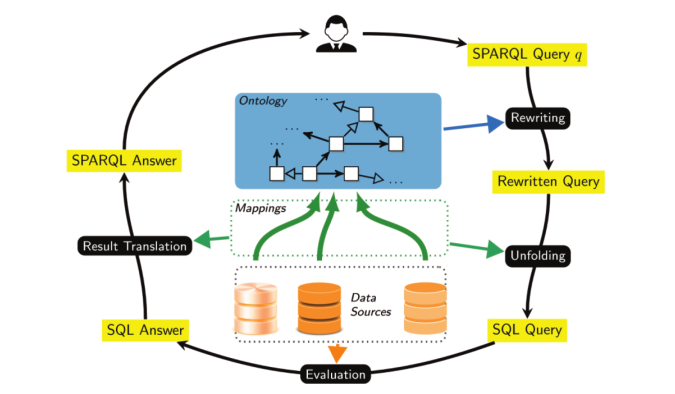 SPARQL Query q
Ontology
...
...
...
...
Rewriting
SPARQL Answer
Rewritten Query
Mappings
Result Translation
Unfolding
Data
Sources
SQL Answer
SQL Query
Evaluation